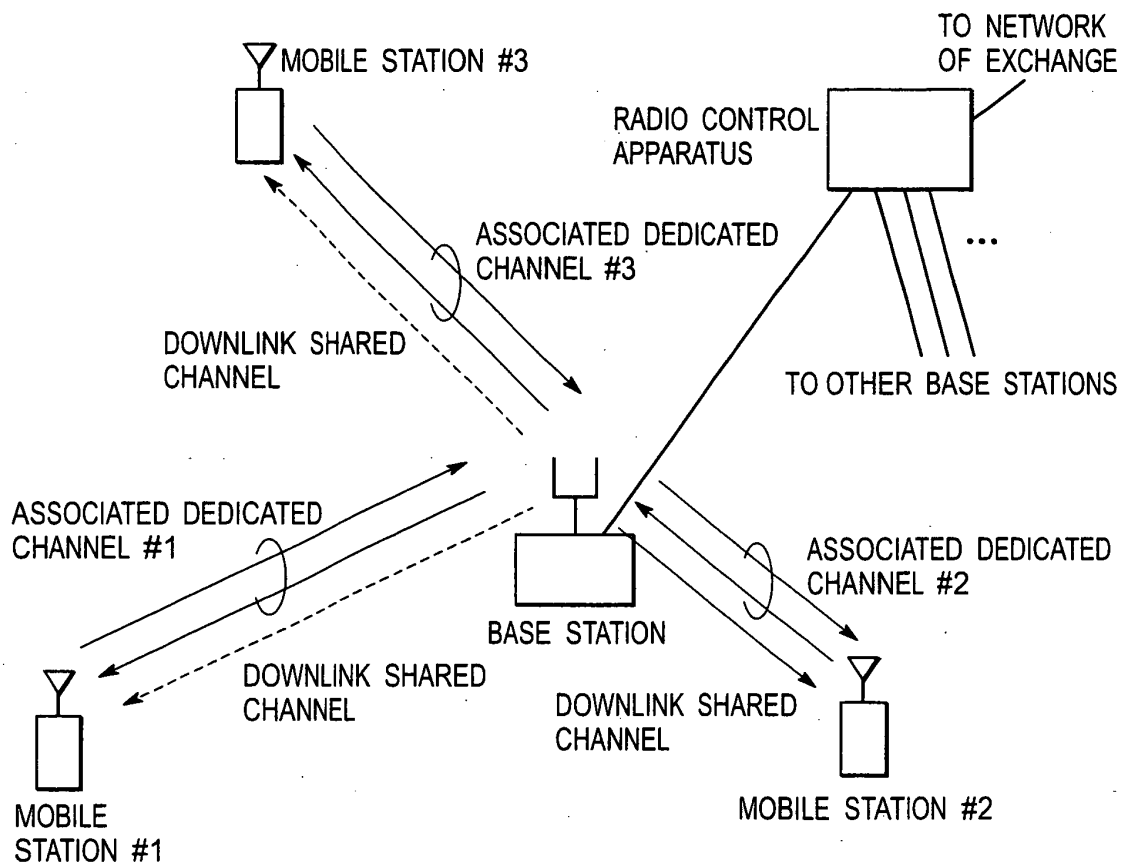 TO NETWORK
OF EXCHANGE
MOBILE STATION #3
RADIO CONTROL
APPARATUS
ASSOCIATED DEDICATED
CHANNEL #3
...
DOWNLINK SHARED
CHANNEL
TO OTHER BASE STATIONS
ASSOCIATED DEDICATED
CHANNEL #1
ASSOCIATED DEDICATED
CHANNEL #2
BASE STATION
DOWNLINK SHARED
CHANNEL
DOWNLINK SHARED
CHANNEL
MOBILE
STATION #1
MOBILE STATION #2